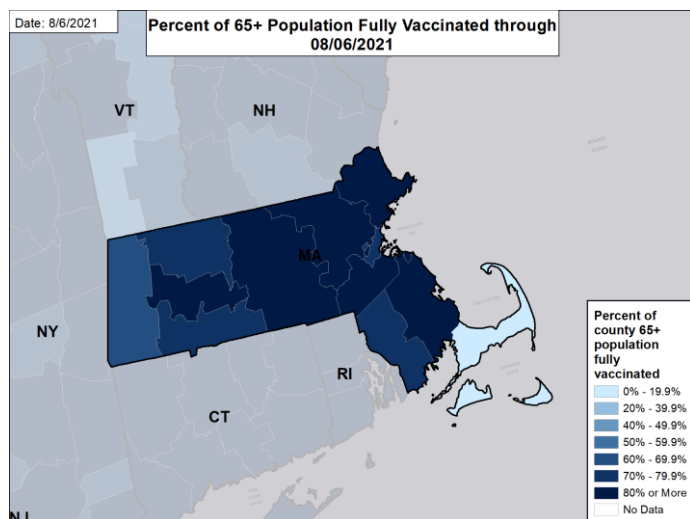 Date: 8/6/2021
Percent of 65+ Population Fully Vaccinated through
08/06/2021
VT
NH
Atlantic
Ocean
MA
NY
RI
CT
Percent of
county 65+
population
fully
vaccinated
0% - 19.9%
20% - 39.9%
40% - 49.9%
50% - 59.9%
60% - 69.9%
70% - 79.9%
80% or More
No Data